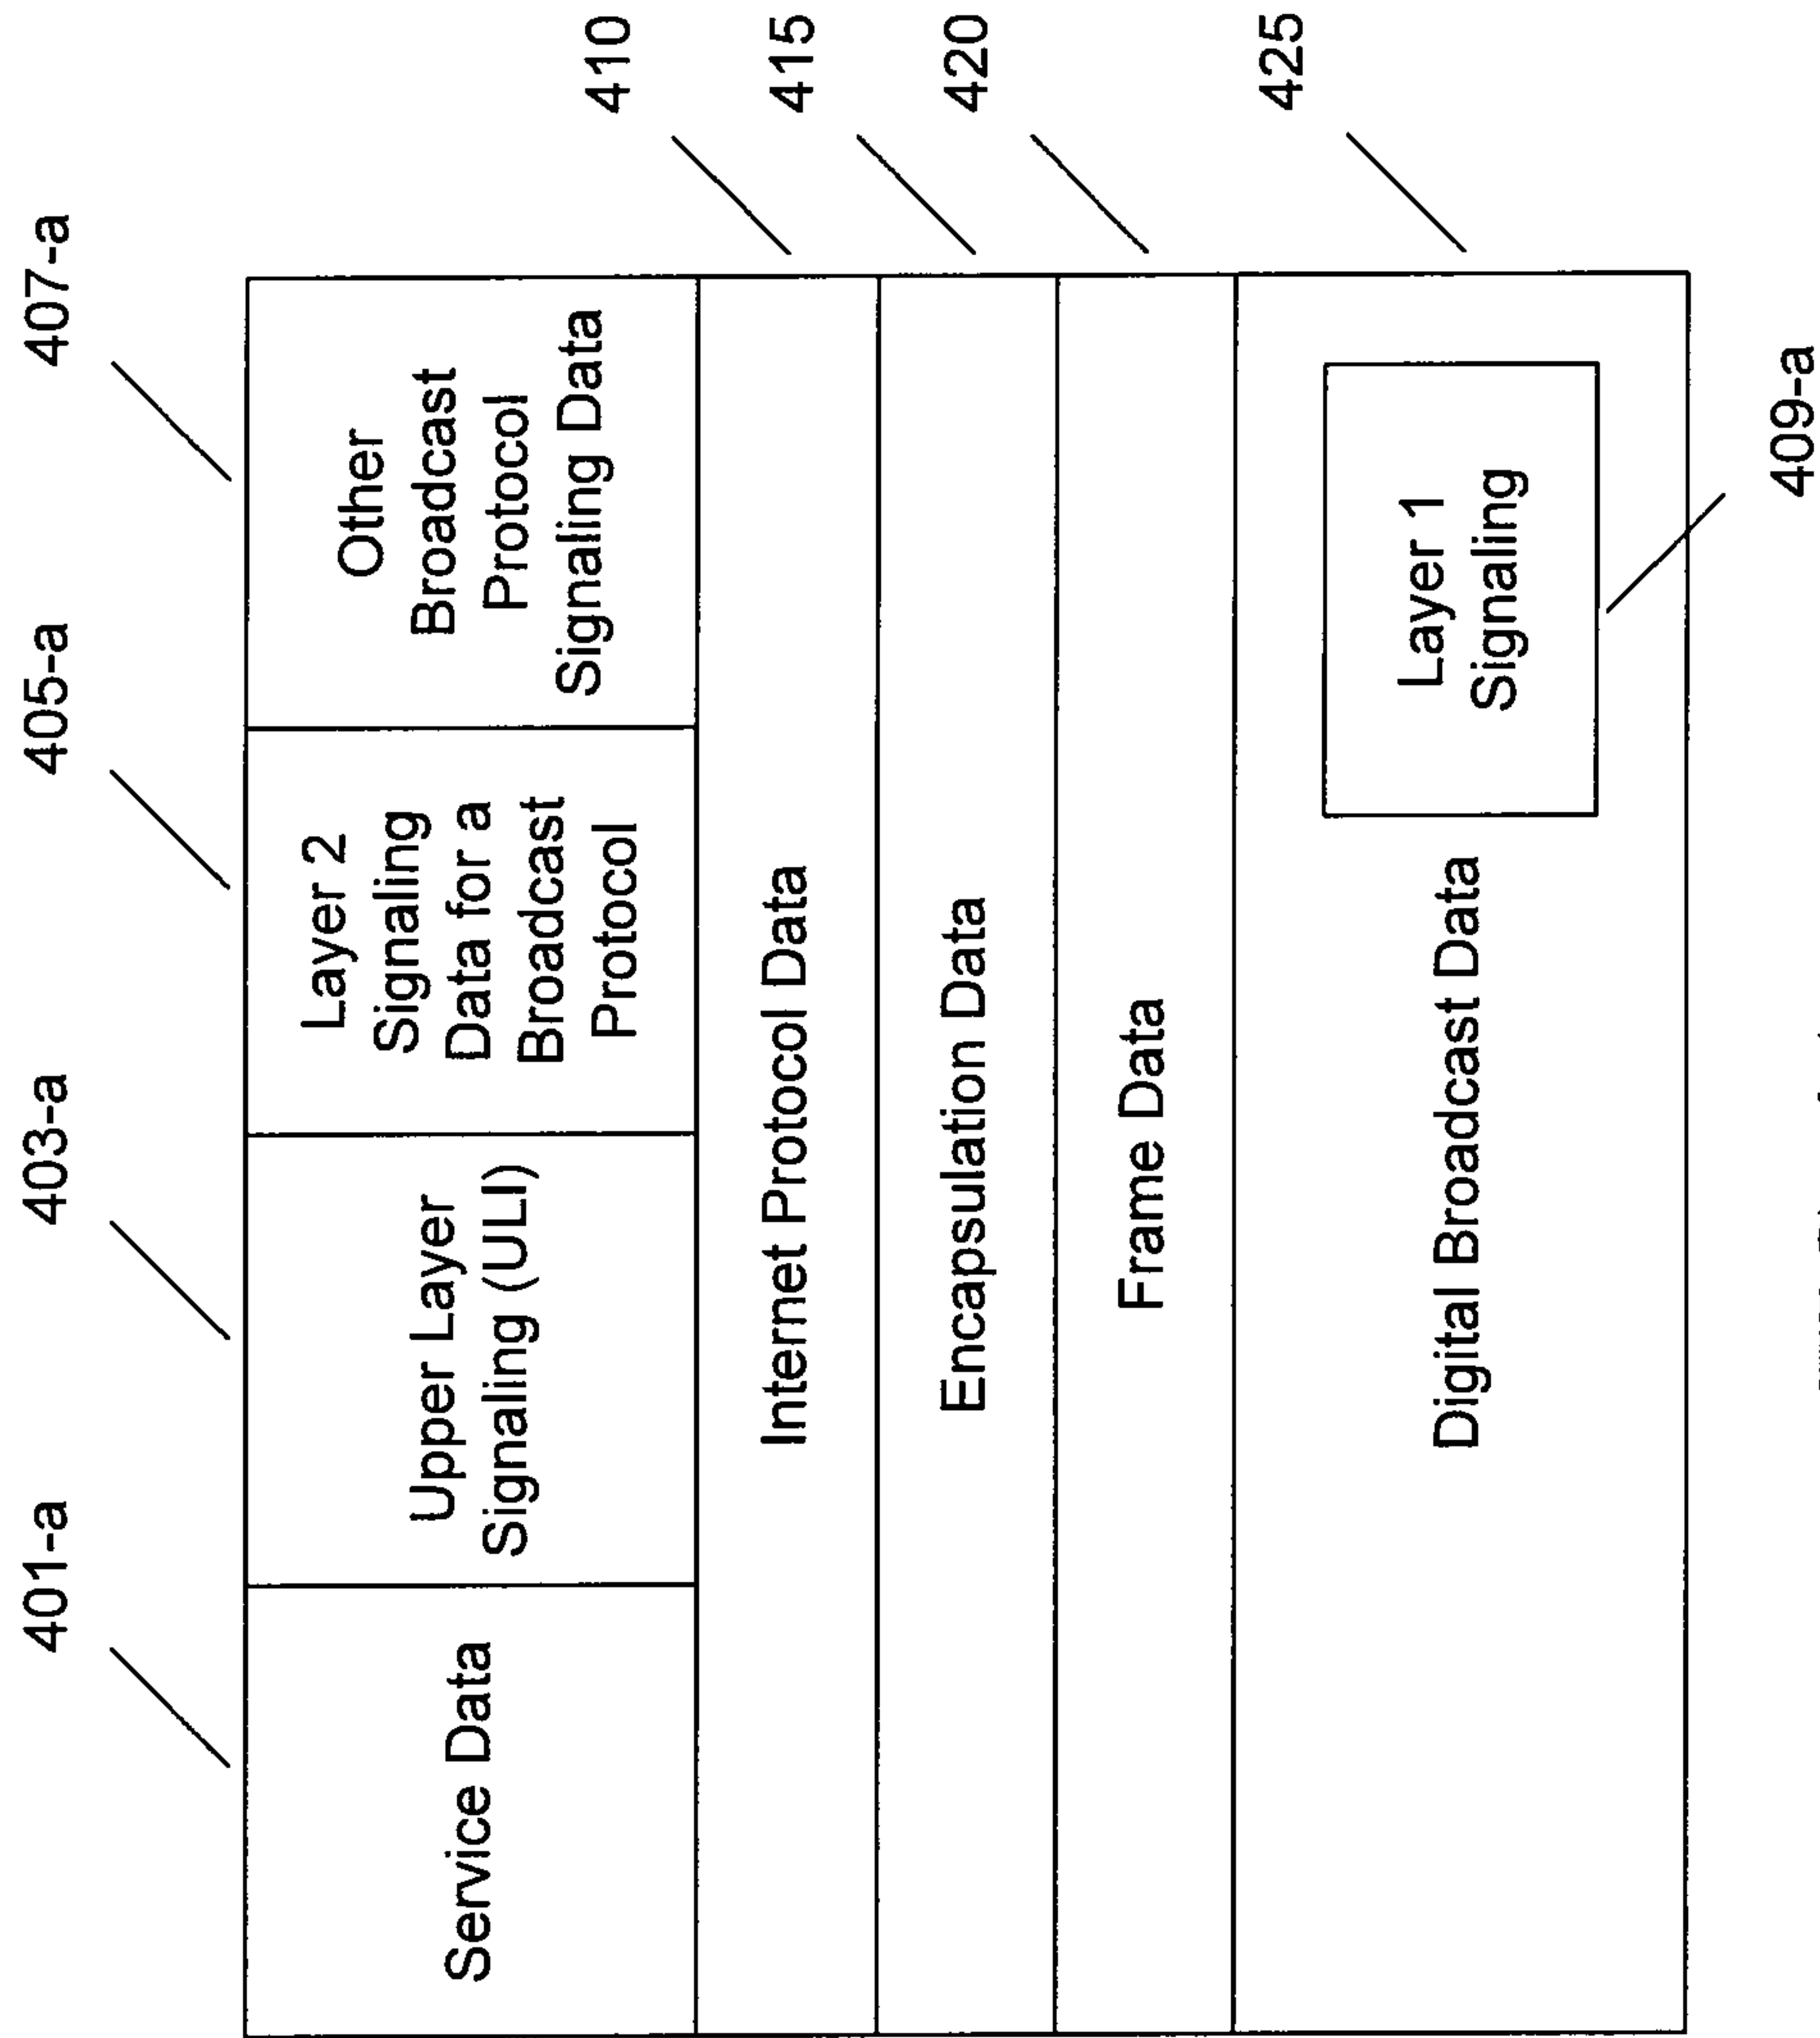 401-a
403-a
405-a
407-a
Service Data
Upper Layer
Signaling (ULI)
Layer 2
Signaling
Data for a
Broadcast
Protocol
Other
Broadcast
Protocol
Signaling Data
410
Internet Protocol Data
415
Encapsulation Data
420
Frame Data
425
Digital Broadcast Data
Layer 1
Signaling
409-a